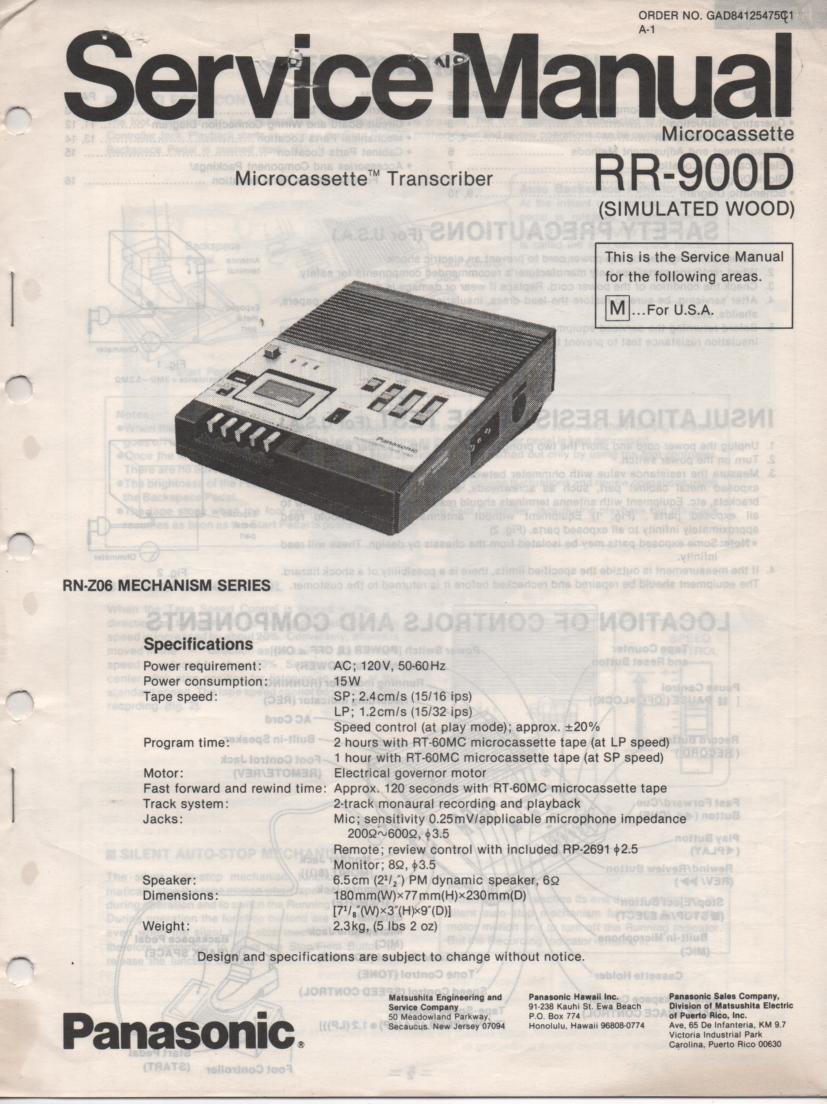 ORDER NO. GAD84125475C1
A-1
Service Manual
Microcassette
Microcassette™ Transcriber
RR-900D
(SIMULATED WOOD)
This is the Service Manual
for the following areas.
M ...For U.S.A.
Panasonic
RN-Z06 MECHANISM SERIES
Specifications
Power requirement: AC; 120V, 50-60Hz
Power consumption: 15W
Tape speed: SP; 2.4cm/s (15/16 ips)
LP; 1.2cm/s (15/32 ips)
Speed control (at play mode); approx. ±20%
Program time: 2 hours with RT-60MC microcassette tape (at LP speed)
1 hour with RT-60MC microcassette tape (at SP speed)
Motor: Electrical governor motor
Fast forward and rewind time: Approx. 120 seconds with RT-60MC microcassette tape
Track system: 2-track monaural recording and playback
Jacks: Mic; sensitivity 0.25mV/applicable microphone impedance
200Ω~600Ω, ϕ3.5
Remote; review control with included RP-2691 ϕ2.5
Monitor; 8Ω, ϕ3.5
Speaker: 6.5cm (2¹/₂″) PM dynamic speaker, 6Ω
Dimensions: 180mm(W)×77mm(H)×230mm(D)
[7¹/₈″(W)×3″(H)×9″(D)]
Weight: 2.3kg, (5 lbs 2 oz)
Design and specifications are subject to change without notice.
Panasonic®
Matsushita Engineering and
Service Company
50 Meadowland Parkway,
Secaucus. New Jersey 07094
Panasonic Hawaii Inc.
91-238 Kauhi St. Ewa Beach
P.O. Box 774
Honolulu, Hawaii 96808-0774
Panasonic Sales Company,
Division of Matsushita Electric
of Puerto Rico, Inc.
Ave, 65 De Infanteria, KM 9.7
Victoria Industrial Park
Carolina, Puerto Rico 00630